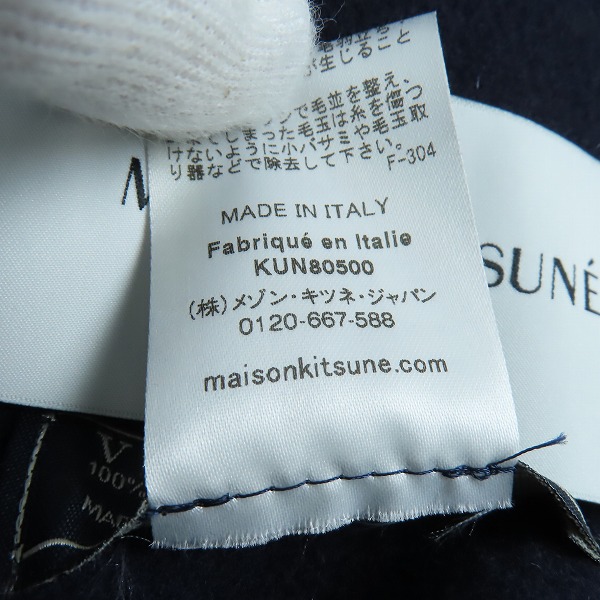 が生じること
ンで毛並を整え、
てしまった毛玉は糸を傷つ
けないように小バサミや毛玉取
り器などで除去して下さい。
F-304
MADE IN ITALY
Fabriqué en Italie
KUN80500
(株)メゾン・キツネ・ジャパン
0120-667-588
maisonkitsune.com
M
SUNÉ
V
100%
MAD